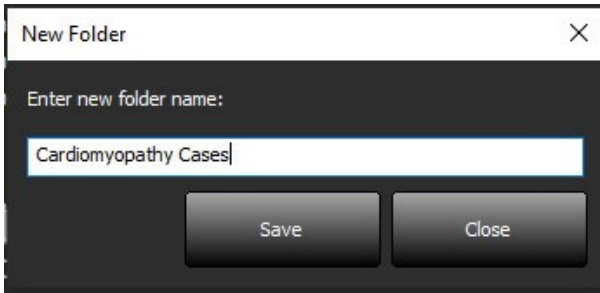 New Folder
Enter new folder name:
Cardiomyopathy Cases
Save Close